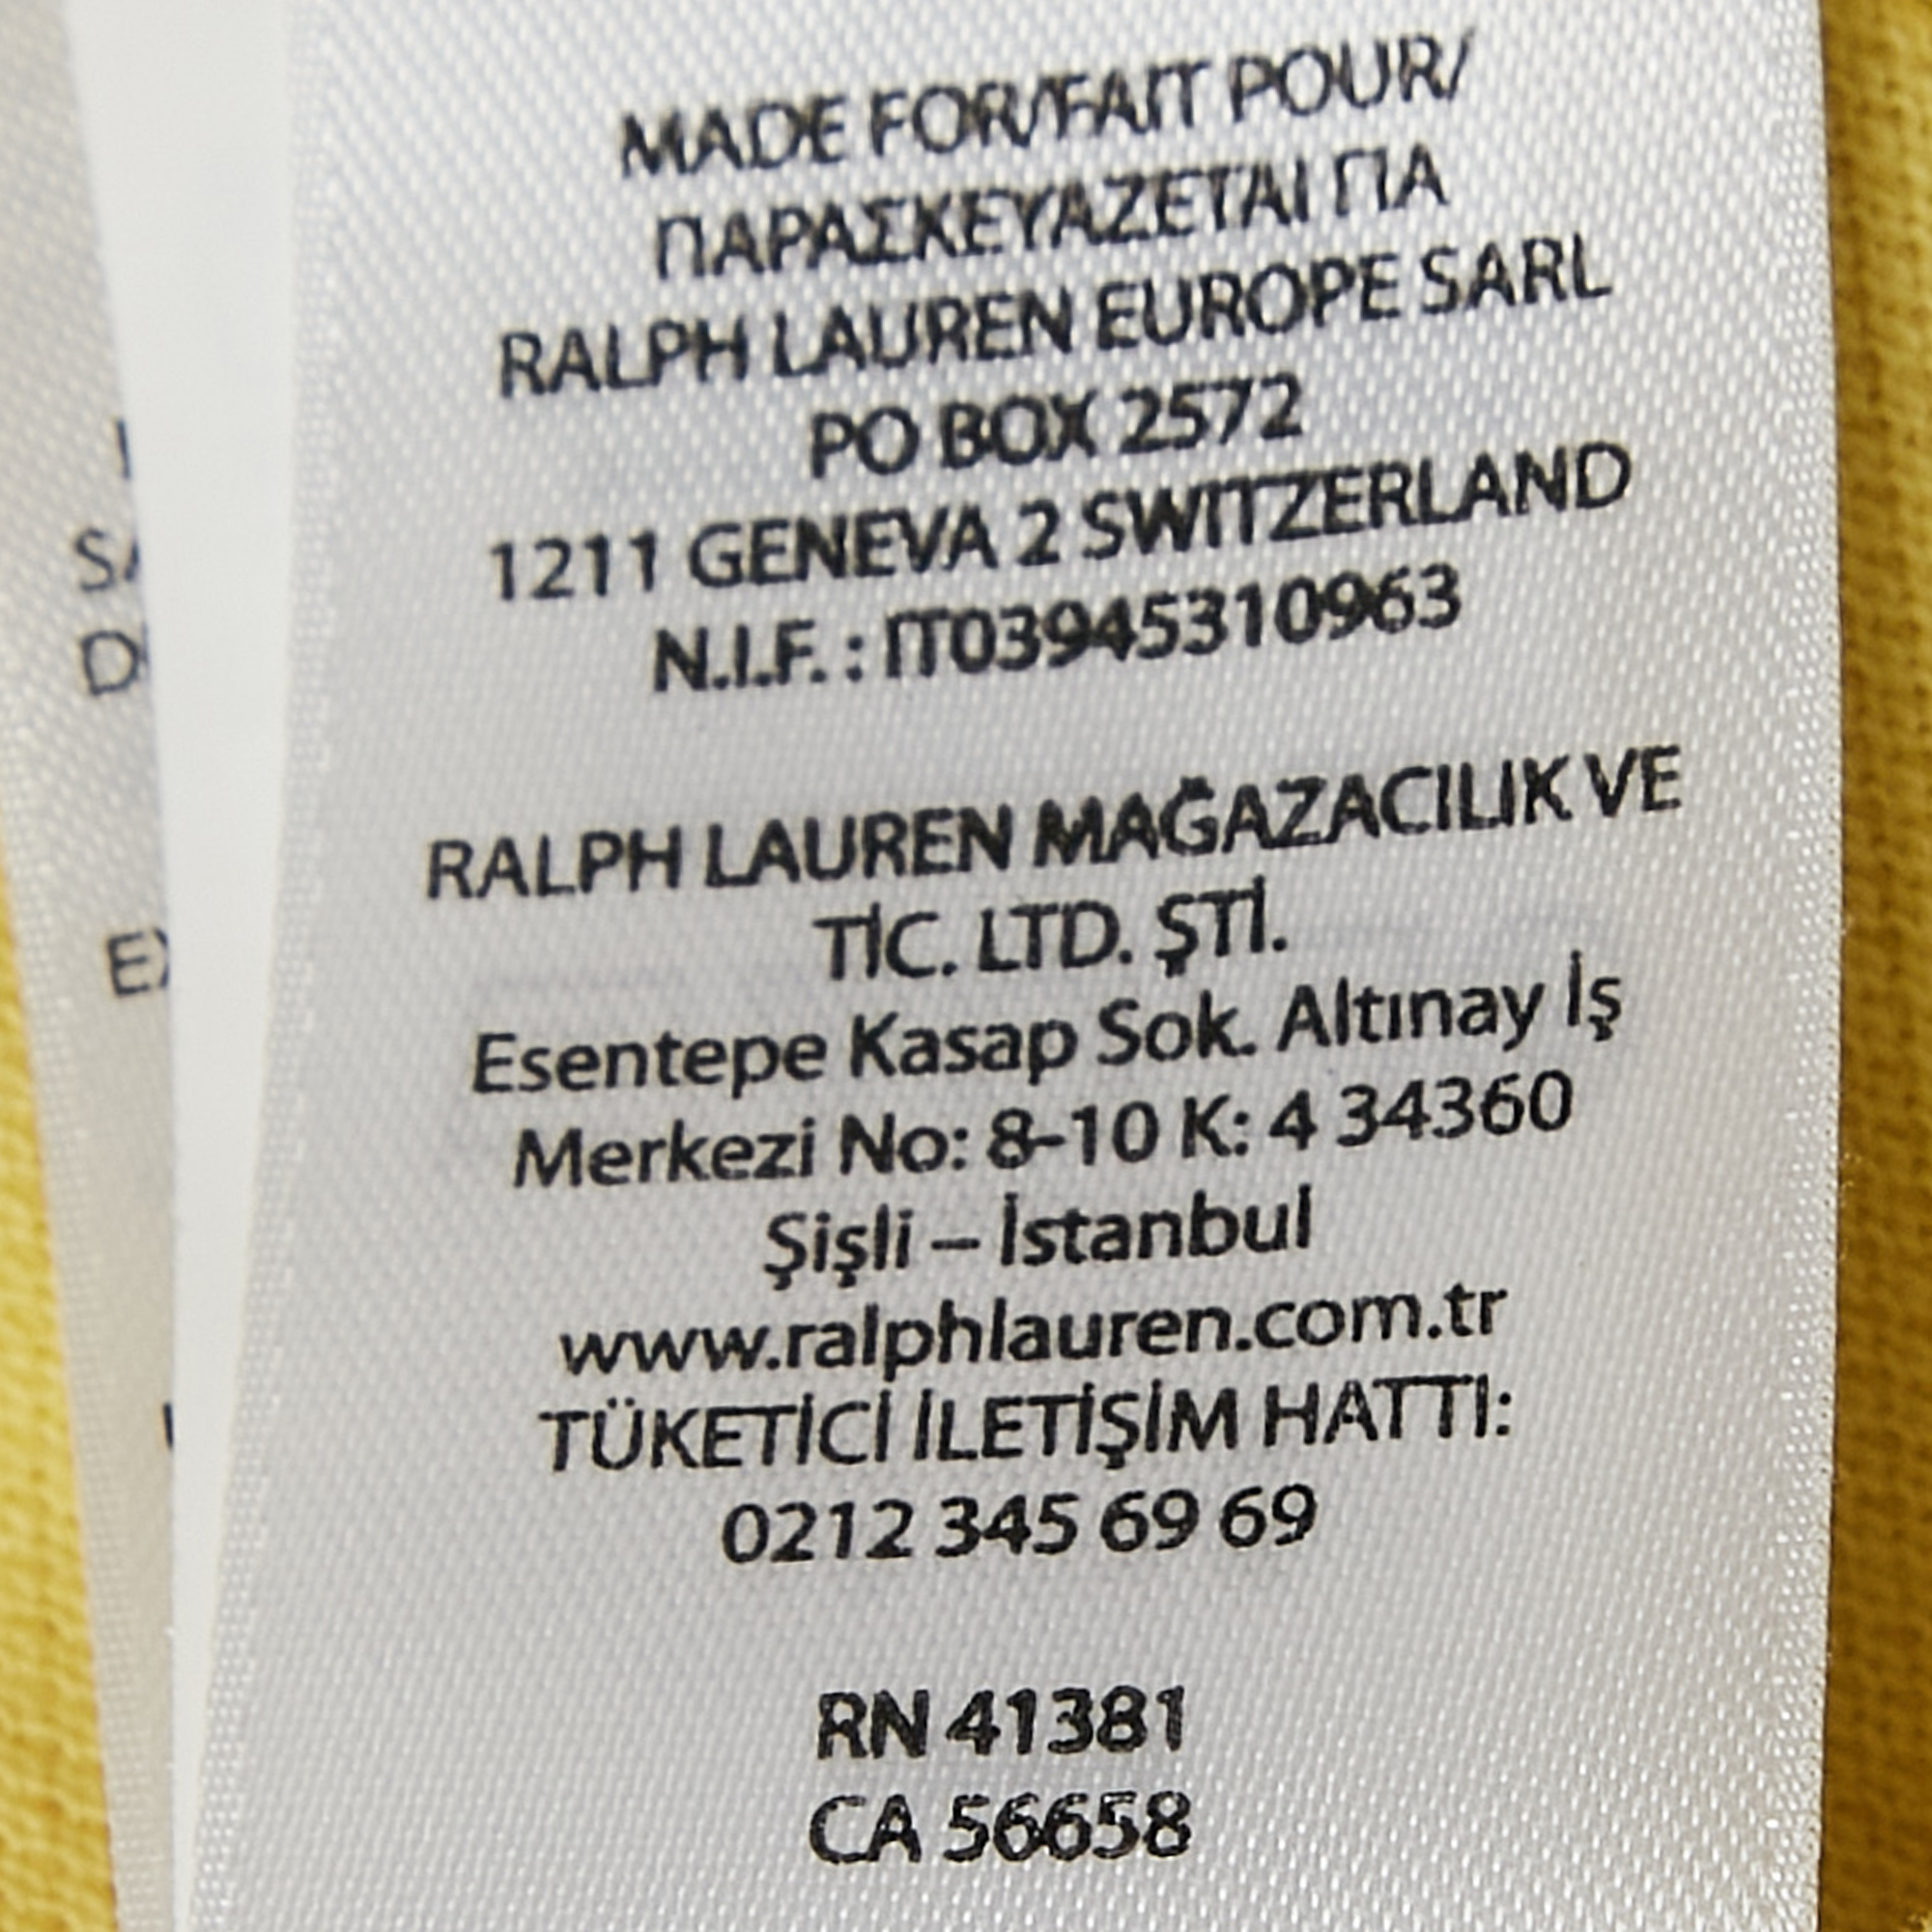 MADE FOR/FAIT POUR/
ΠΑΡΑΣΚΕΥΑΖΕΤΑΙ ΓΙΑ
RALPH LAUREN EUROPE SARL
PO BOX 2572
1211 GENEVA 2 SWITZERLAND
N.I.F. : IT03945310963
RALPH LAUREN MAĞAZACILIK VE
TİC. LTD. ŞTİ.
Esentepe Kasap Sok. Altınay İş
Merkezi No: 8-10 K: 4 34360
Şişli – İstanbul
www.ralphlauren.com.tr
TÜKETİCİ İLETİŞİM HATTI:
0212 345 69 69
RN 41381
CA 56658